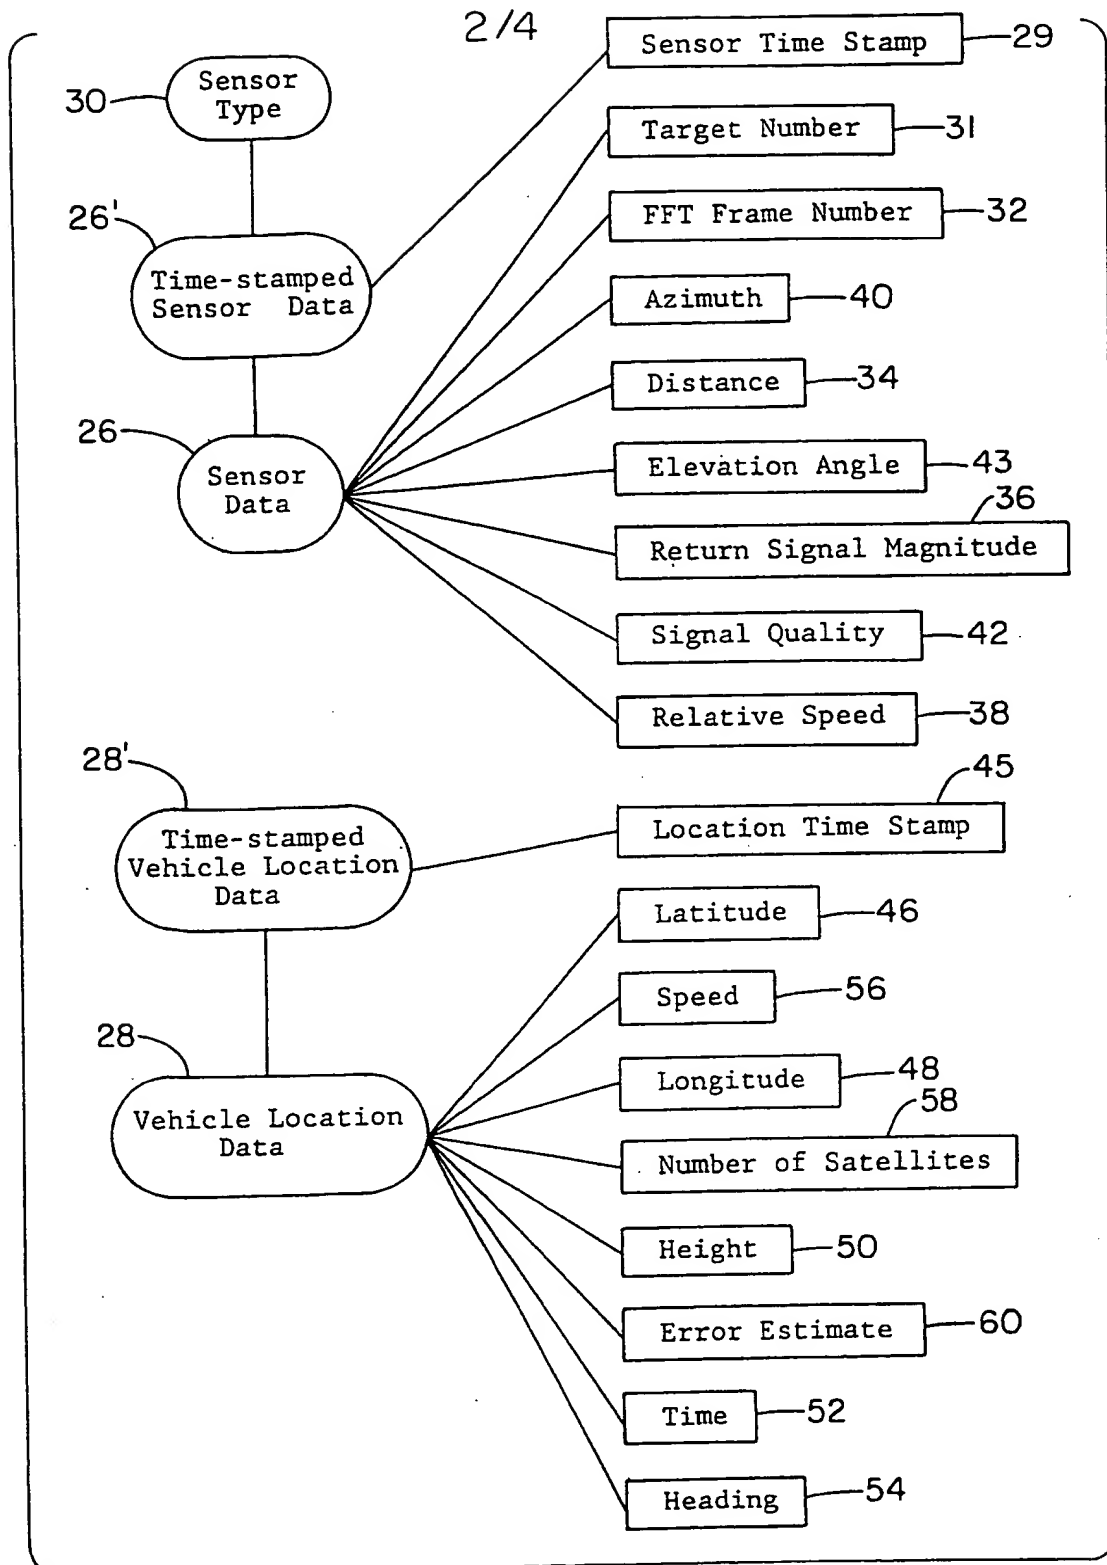 2/4
Sensor Time Stamp
29
Sensor
Type
30
Target Number
31
FFT Frame Number
32
26'
Time-stamped
Sensor Data
Azimuth
40
Distance
34
26
Sensor
Data
Elevation Angle
43
36
Return Signal Magnitude
Signal Quality
42
Relative Speed
38
28'
Time-stamped
Vehicle Location
Data
45
Location Time Stamp
Latitude
46
Speed
56
28
Vehicle Location
Data
Longitude
48
58
Number of Satellites
Height
50
Error Estimate
60
Time
52
Heading
54